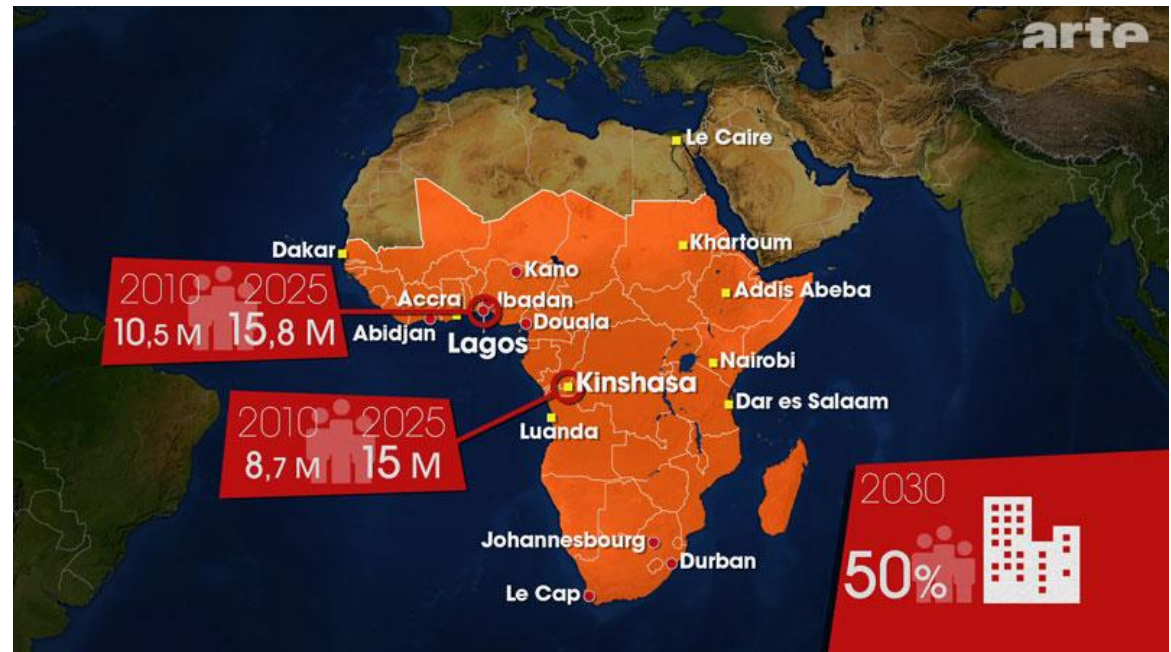 arte
Le Caire
Dakar
Khartoum
Kano
2010 2025
10,5 M 15,8 M
Accra
Ibadan
Addis Abeba
Abidjan
Douala
Lagos
Nairobi
Kinshasa
2010 2025
8,7 M 15 M
Dar es Salaam
Luanda
2030
50%
Johannesbourg
Durban
Le Cap